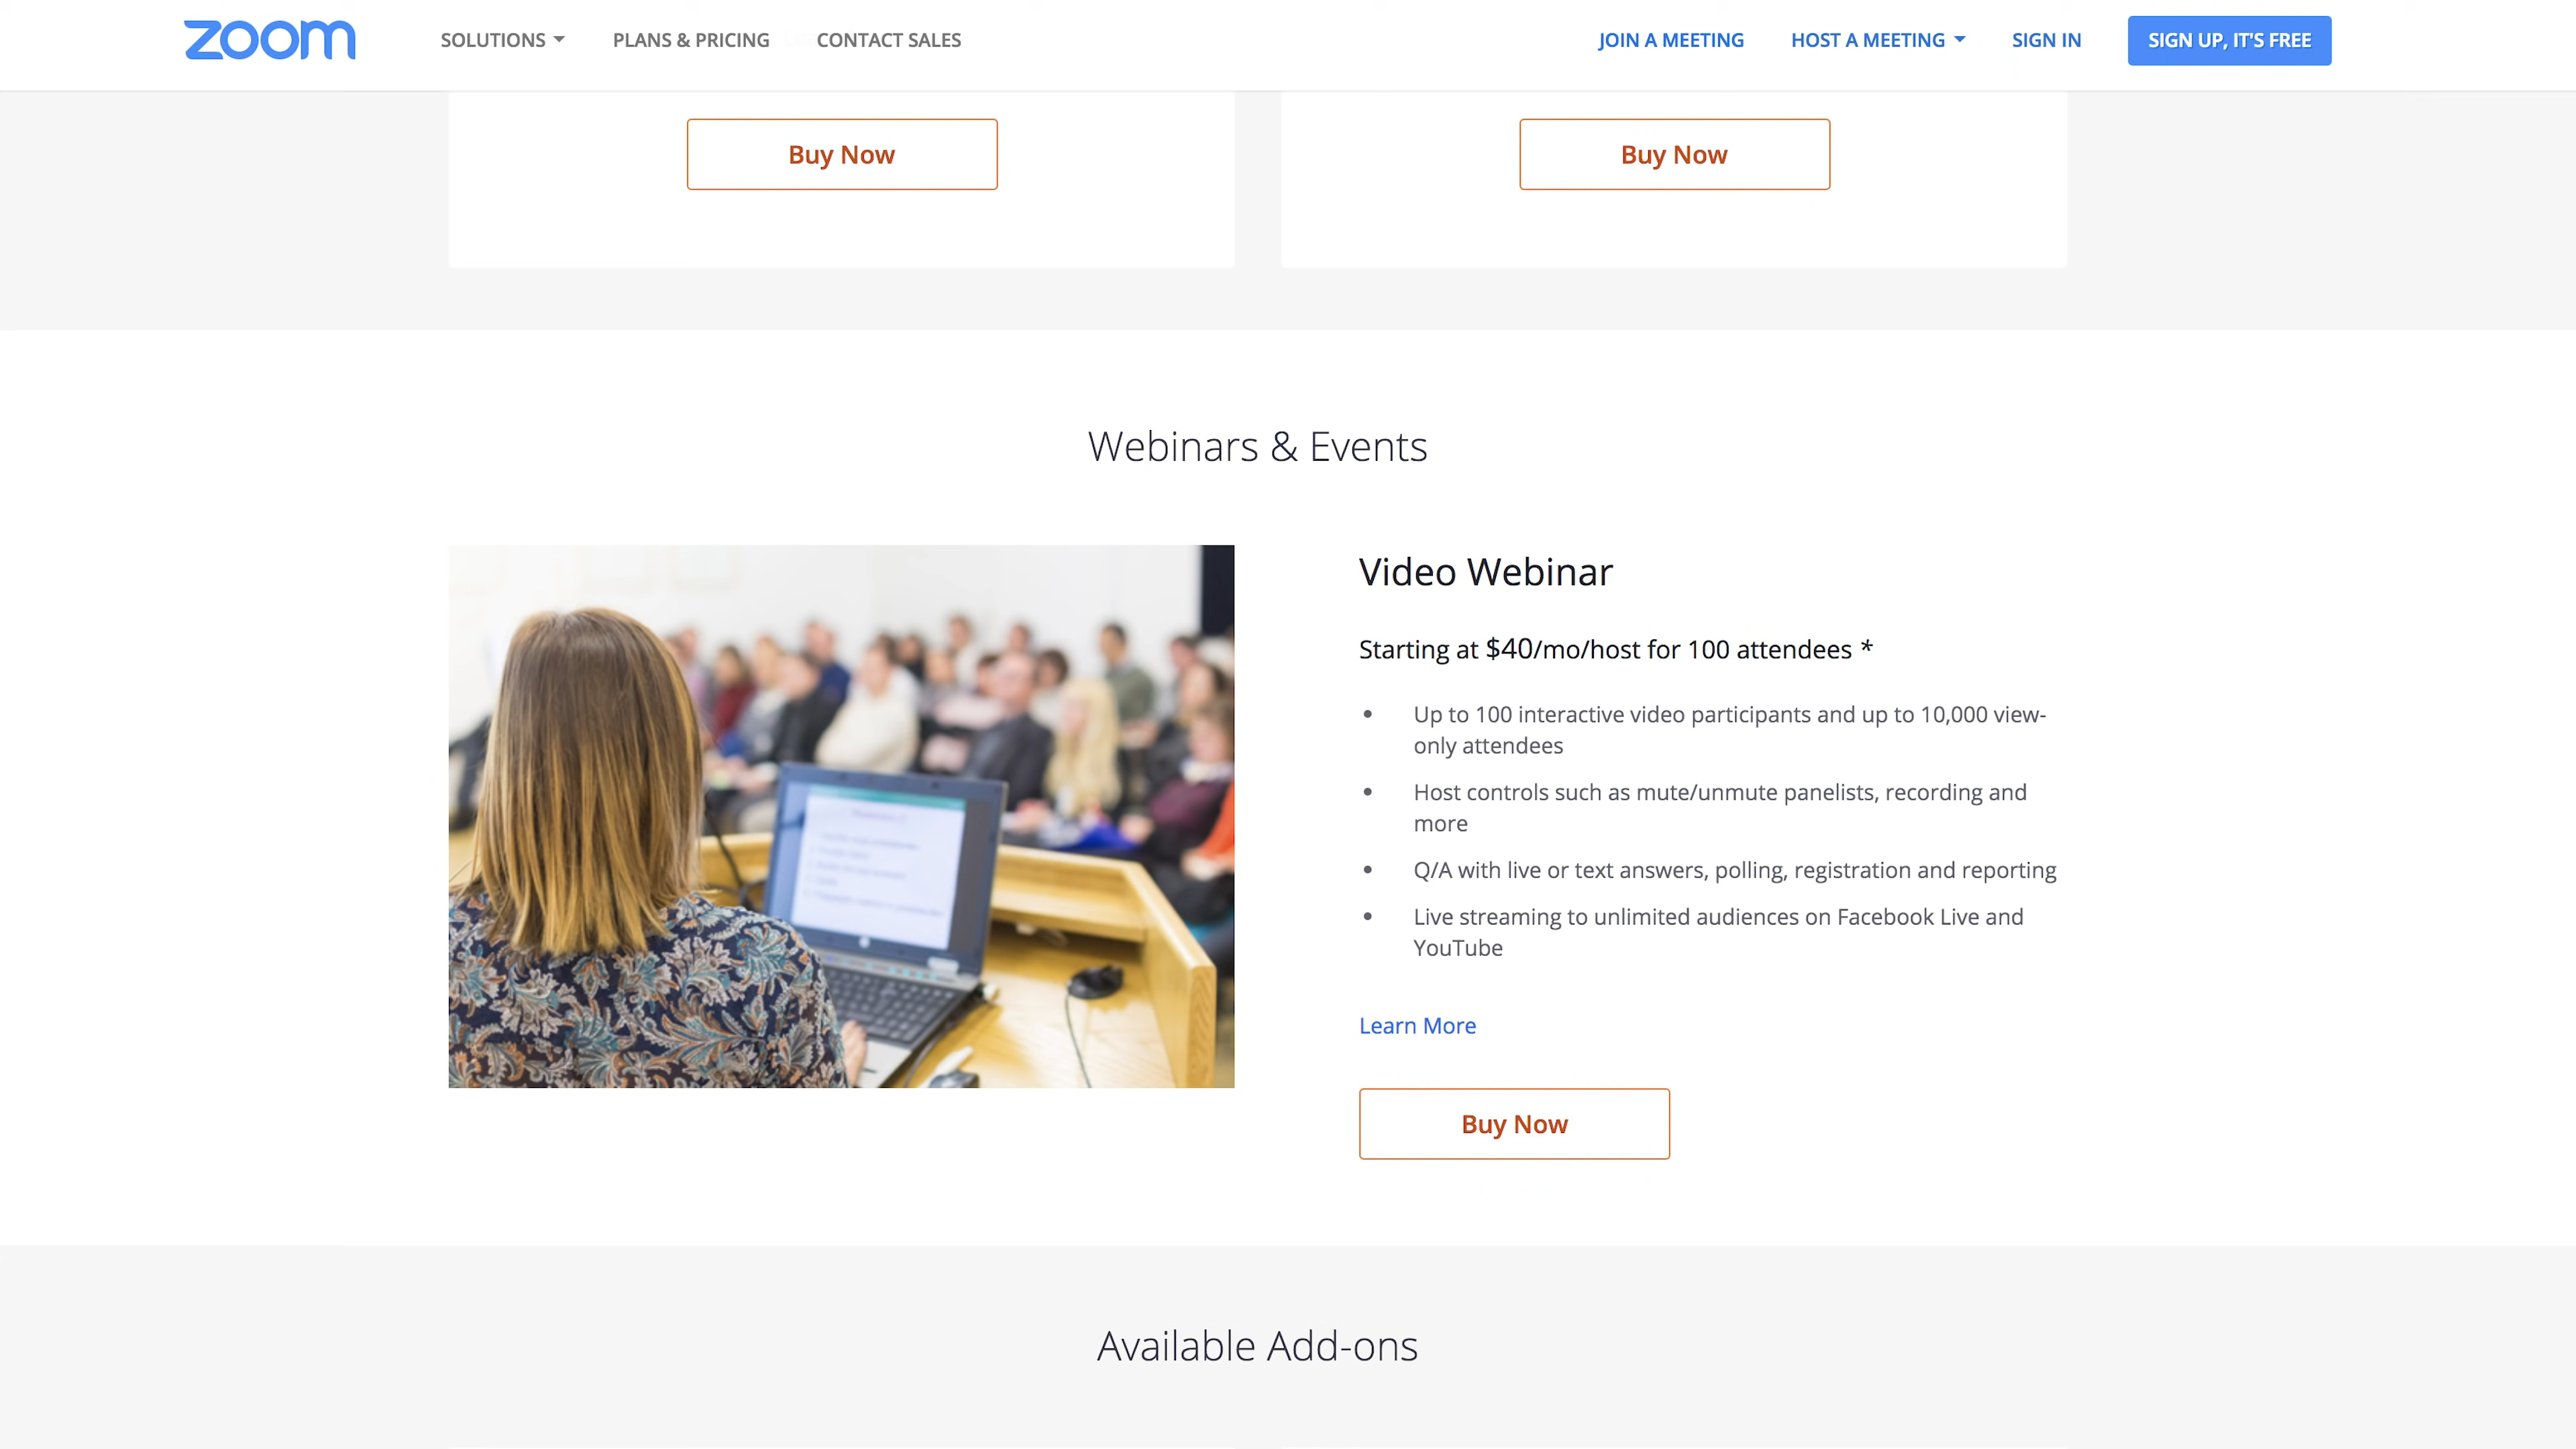 zoom SOLUTIONS PLANS & PRICING CONTACT SALES JOIN A MEETING HOST A MEETING SIGN IN SIGN UP, IT'S FREE
Buy Now Buy Now
Webinars & Events
Video Webinar
Starting at $40/mo/host for 100 attendees *
• Up to 100 interactive video participants and up to 10,000 view-
only attendees
• Host controls such as mute/unmute panelists, recording and
more
• Q/A with live or text answers, polling, registration and reporting
• Live streaming to unlimited audiences on Facebook Live and
YouTube
Learn More
Buy Now
Available Add-ons